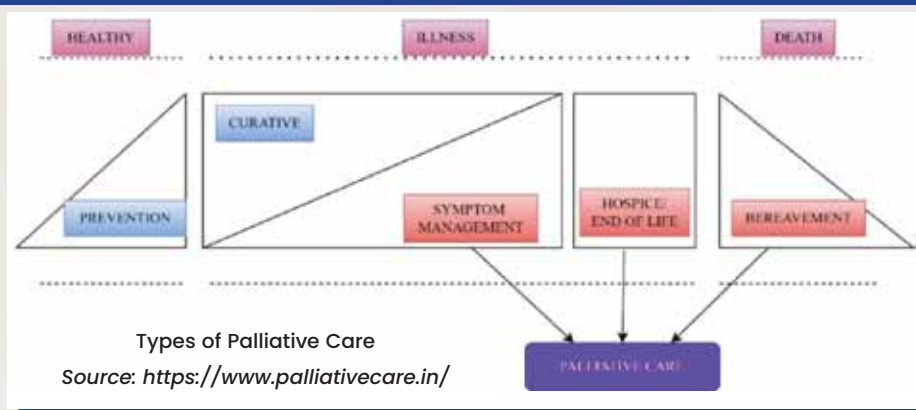 HEALTHY
ILLNESS
DEATH
CURATIVE
PREVENTION
SYMPTOM
MANAGEMENT
HOSPICE/
END OF LIFE
BEREAVEMENT
Types of Palliative Care
Source: https://www.palliativecare.in/
PALLIATIVE CARE